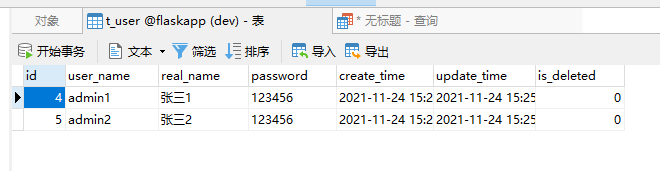 对象 t_user @flaskapp (dev) - 表 * 无标题 - 查询
开始事务 文本 筛选 排序 导入 导出
id user_name real_name password create_time update_time is_deleted
4 admin1 张三1 123456 2021-11-24 15:2 2021-11-24 15:25 0
5 admin2 张三2 123456 2021-11-24 15:2 2021-11-24 15:25 0